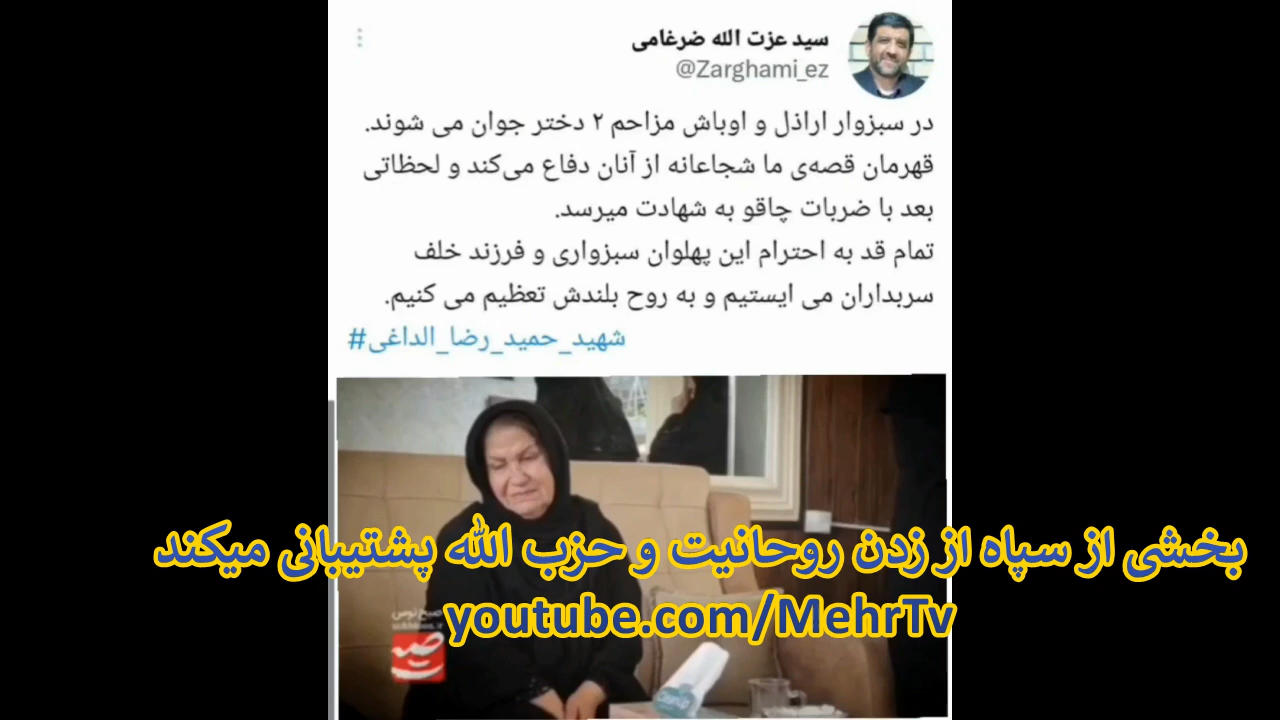 سید عزت الله ضرغامی
@Zarghami_ez
در سبزوار اراذل و اوباش مزاحم ۲ دختر جوان می شوند.
قهرمان قصه‌ی ما شجاعانه از آنان دفاع می‌کند و لحظاتی
بعد با ضربات چاقو به شهادت میرسد.
تمام قد به احترام این پهلوان سبزواری و فرزند خلف
سربداران می ایستیم و به روح بلندش تعظیم می کنیم.
#شهید_حمید_رضا_الداغی
بخشی از سپاه از زدن روحانیت و حزب الله پشتیبانی میکند
youtube.com/MehrTv
صبح توس